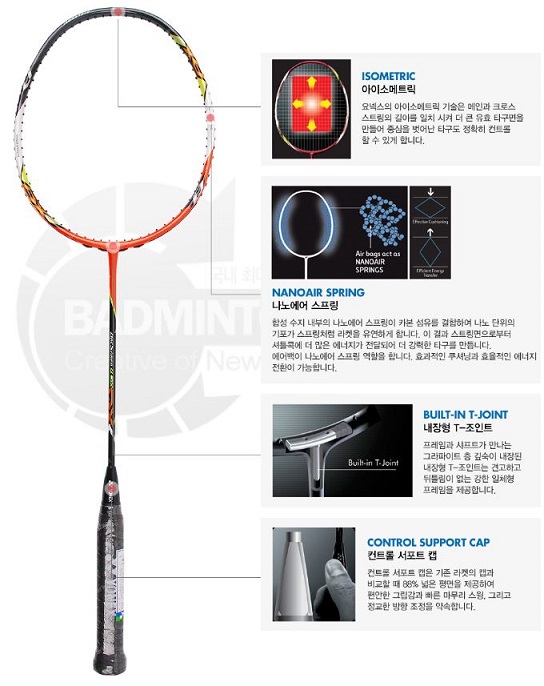 ISOMETRIC
아이소메트릭
요넥스의 아이소메트릭 기술은 메인과 크로스
스트링의 길이를 일치 시켜 더 큰 유효 타구면을
만들어 중심을 벗어난 타구도 정확히 컨트롤
할 수 있게 합니다.
Air bags act as
NANOAIR
SPRINGS
Effective Cushioning
Efficient Energy
Transfer
국내 최
BADMINT
Creative of New
NANOAIR SPRING
나노에어 스프링
합성 수지 내부의 나노에어 스프링이 카본 섬유를 결합하여 나노 단위의
기포가 스프링처럼 라켓을 유연하게 합니다. 이 결과 스트링면으로부터
셔틀콕에 더 많은 에너지가 전달되어 더 강력한 타구를 만듭니다.
에어백이 나노에어 스프링 역할을 합니다. 효과적인 쿠셔닝과 효율적인 에너지
전환이 가능합니다.
Built-in T-Joint
BUILT-IN T-JOINT
내장형 T-조인트
프레임과 샤프트가 만나는
그라파이트 층 깊숙이 내장된
내장형 T-조인트는 견고하고
뒤틀림이 없는 강한 일체형
프레임을 제공합니다.
CONTROL SUPPORT CAP
컨트롤 서포트 캡
컨트롤 서포트 캡은 기존 라켓의 캡과
비교할 때 88% 넓은 평면을 제공하여
편안한 그립감과 빠른 마무리 스윙, 그리고
정교한 방향 조정을 약속합니다.